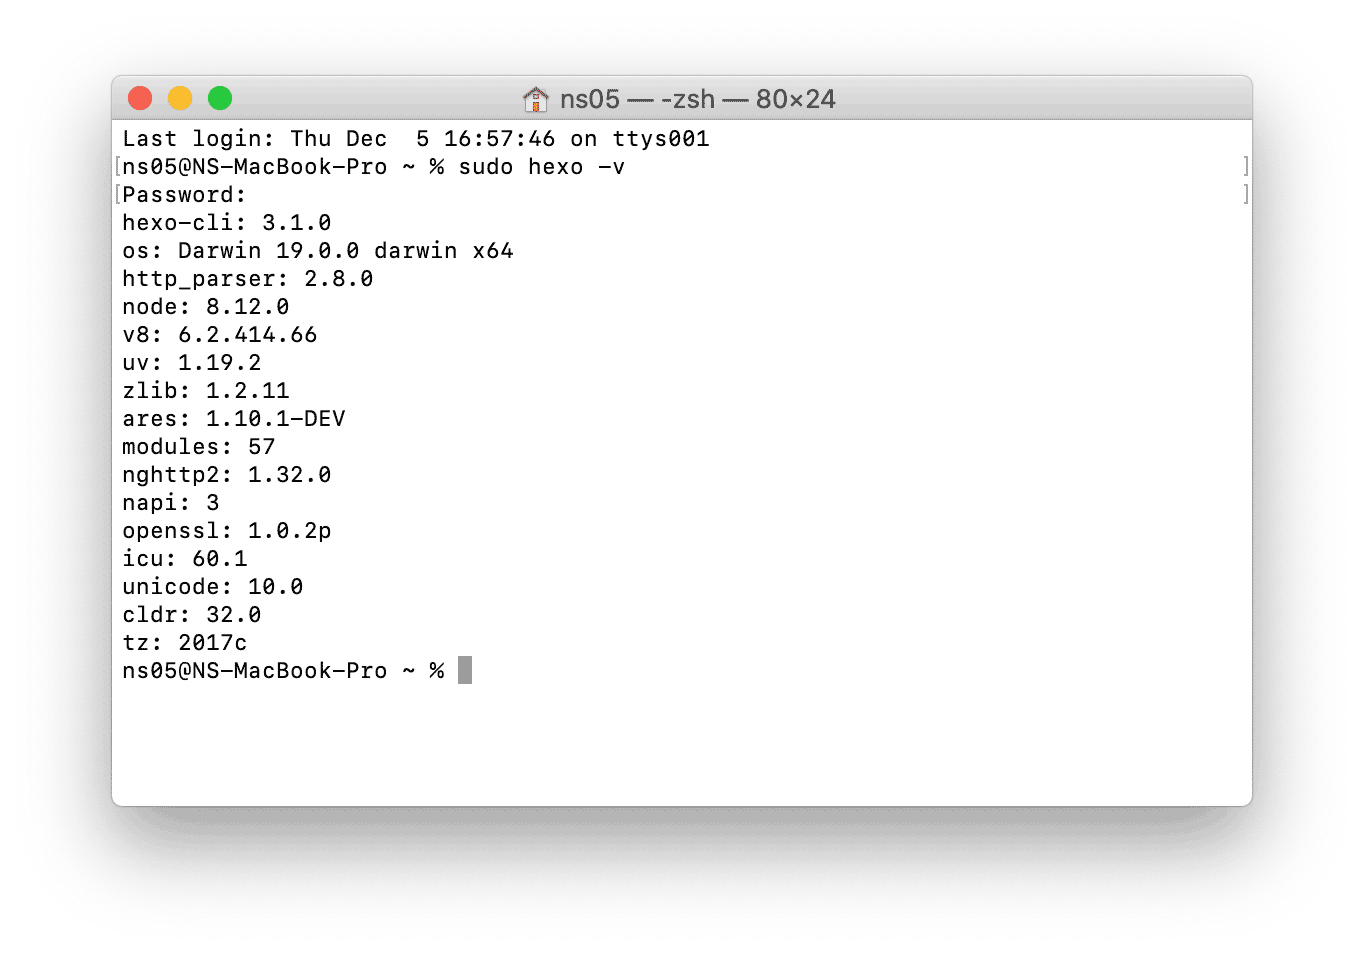 ns05 — -zsh — 80×24
Last login: Thu Dec  5 16:57:46 on ttys001
[ns05@NS-MacBook-Pro ~ % sudo hexo -v ]
[Password: ]
hexo-cli: 3.1.0
os: Darwin 19.0.0 darwin x64
http_parser: 2.8.0
node: 8.12.0
v8: 6.2.414.66
uv: 1.19.2
zlib: 1.2.11
ares: 1.10.1-DEV
modules: 57
nghttp2: 1.32.0
napi: 3
openssl: 1.0.2p
icu: 60.1
unicode: 10.0
cldr: 32.0
tz: 2017c
ns05@NS-MacBook-Pro ~ %